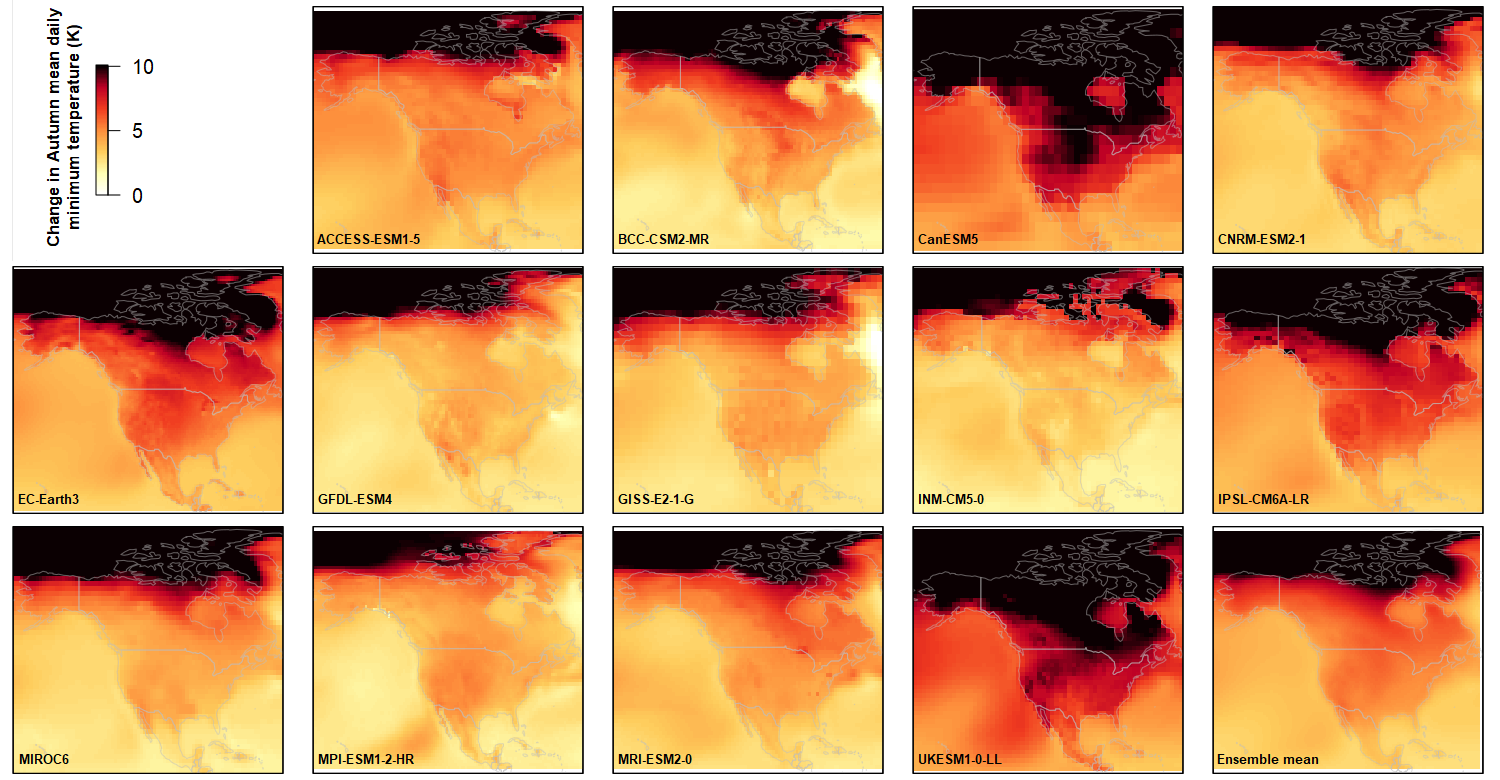 Change in Autumn mean daily
minimum temperature (K)
10
5
0
ACCESS-ESM1-5
BCC-CSM2-MR
CanESM5
CNRM-ESM2-1
EC-Earth3
GFDL-ESM4
GISS-E2-1-G
INM-CM5-0
IPSL-CM6A-LR
MIROC6
MPI-ESM1-2-HR
MRI-ESM2-0
UKESM1-0-LL
Ensemble mean